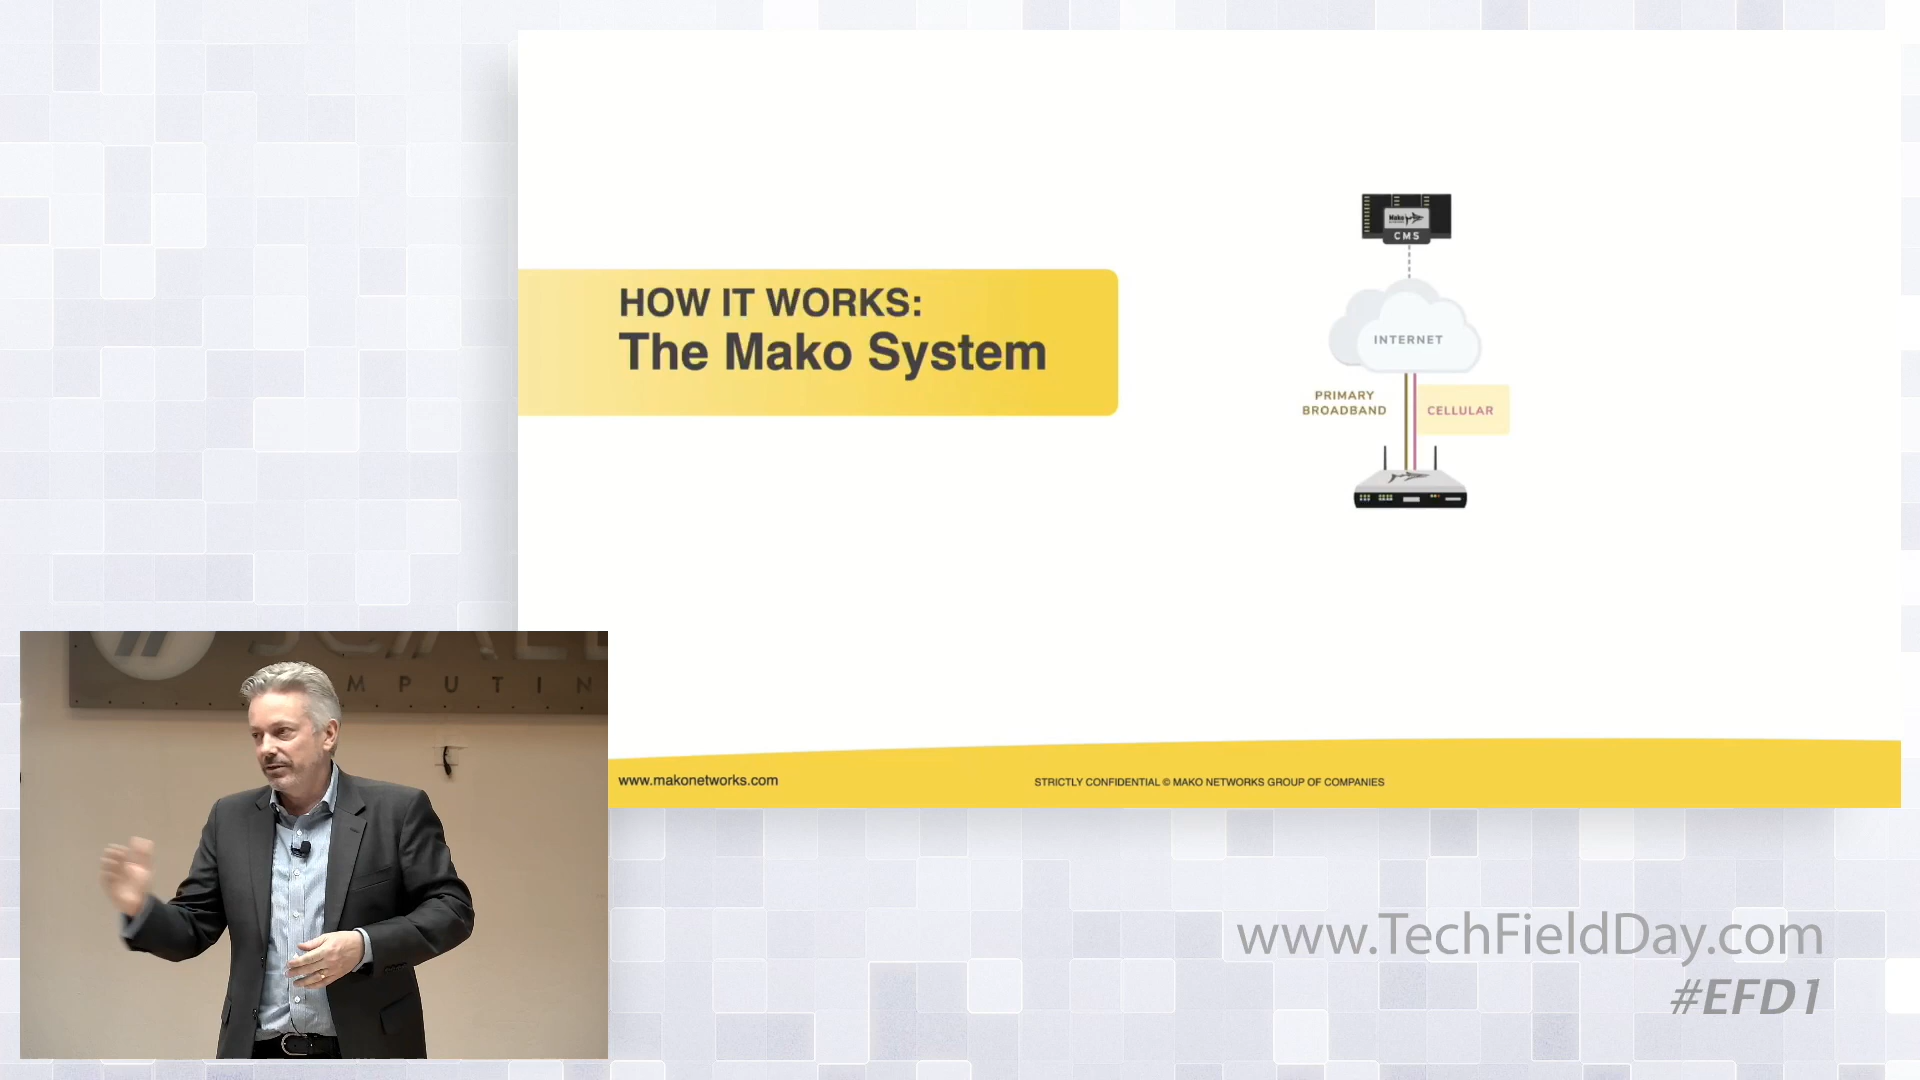 HOW IT WORKS:
The Mako System
Mako
CMS
INTERNET
PRIMARY
BROADBAND
CELLULAR
www.makonetworks.com
STRICTLY CONFIDENTIAL © MAKO NETWORKS GROUP OF COMPANIES
www.TechFieldDay.com
#EFD1